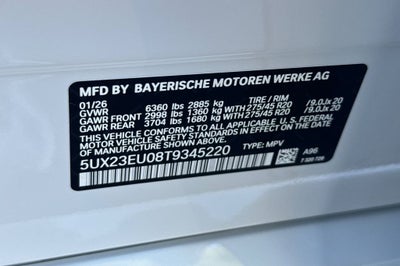 MFD BY BAYERISCHE MOTOREN WERKE AG
01/26 TIRE / RIM
GVWR 6360 lbs 2885 kg
GAWR FRONT 2998 lbs 1360 kg WITH 275/45 R20 /9.0Jx 20
GAWR REAR 3704 lbs 1680 kg WITH 275/45 R20 /9.0Jx 20
THIS VEHICLE CONFORMS TO ALL APPLICABLE U.S. FEDERAL
MOTOR VEHICLE SAFETY STANDARDS IN EFFECT ON THE DATE OF
MANUFACTURE SHOWN ABOVE.
5UX23EU08T9345220 TYPE: MPV A96